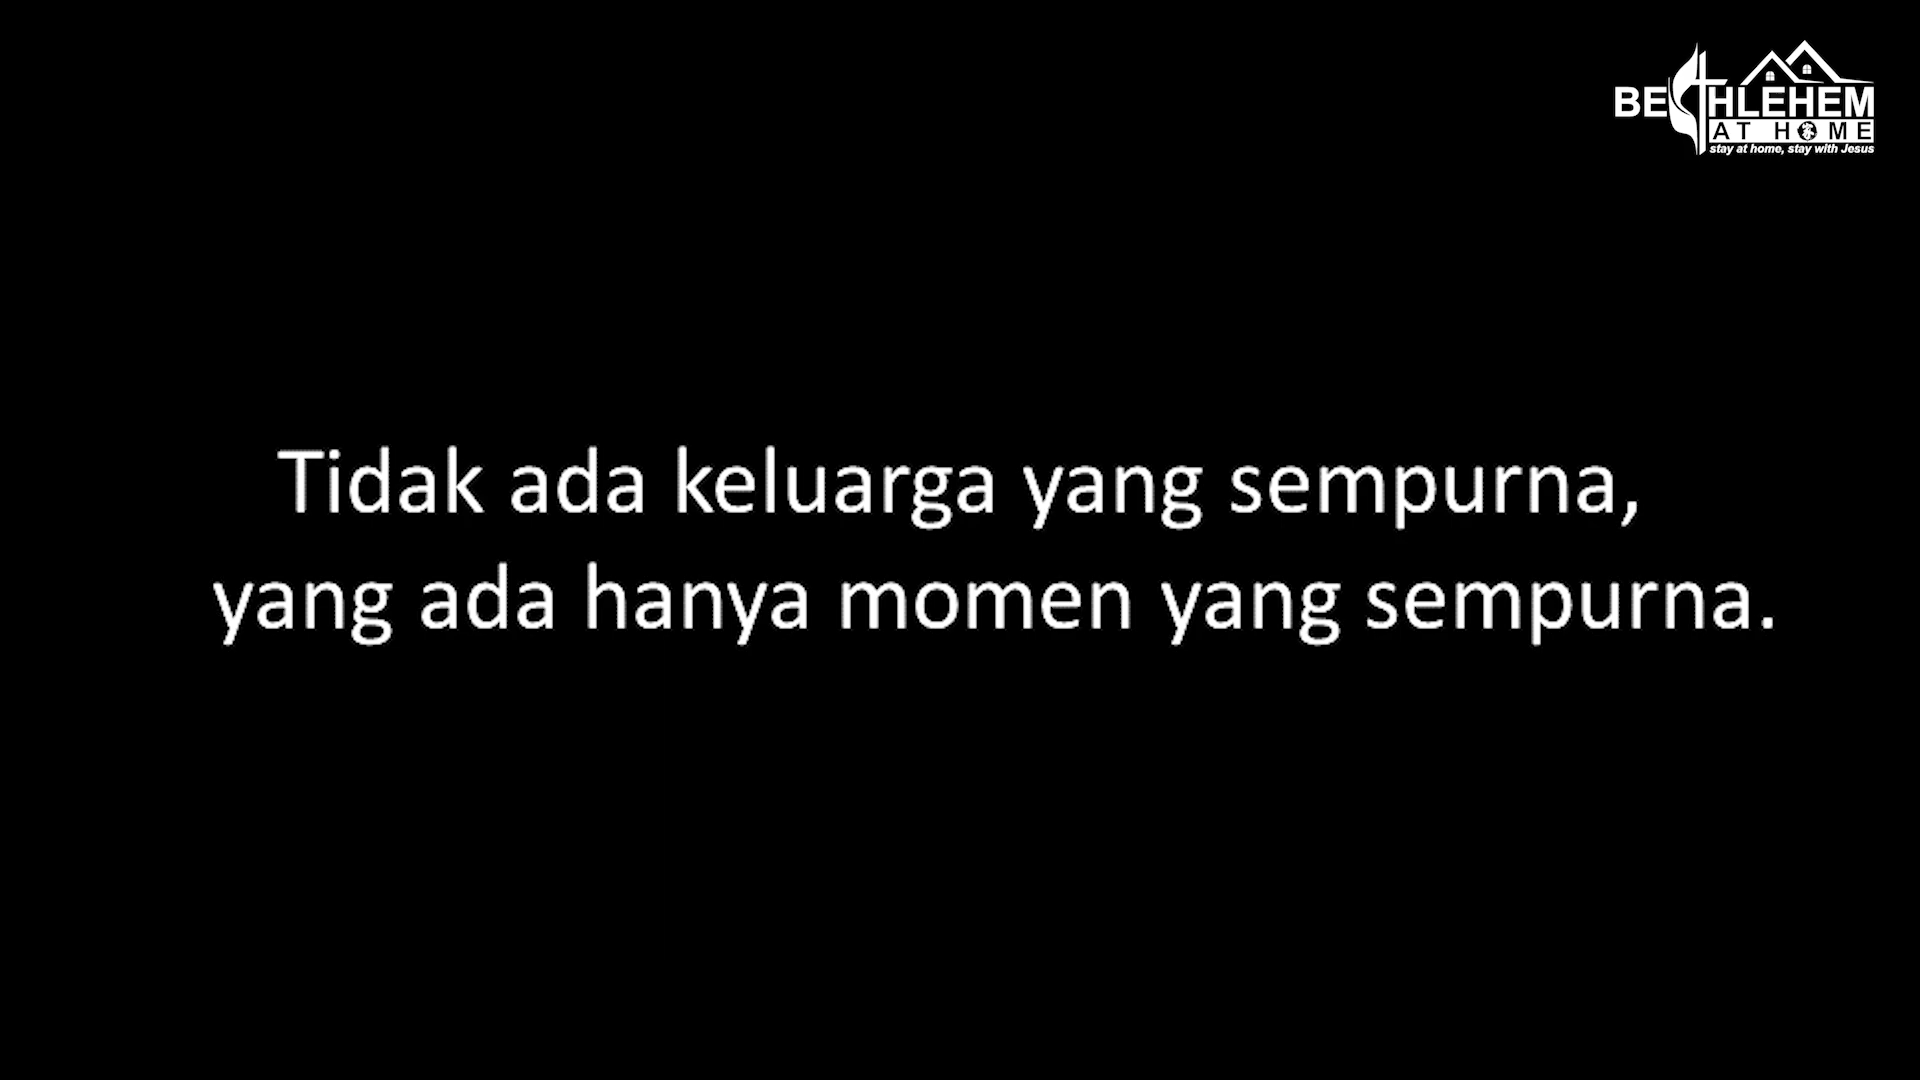 BETHLEHEM
AT HOME
stay at home, stay with Jesus
Tidak ada keluarga yang sempurna,
yang ada hanya momen yang sempurna.